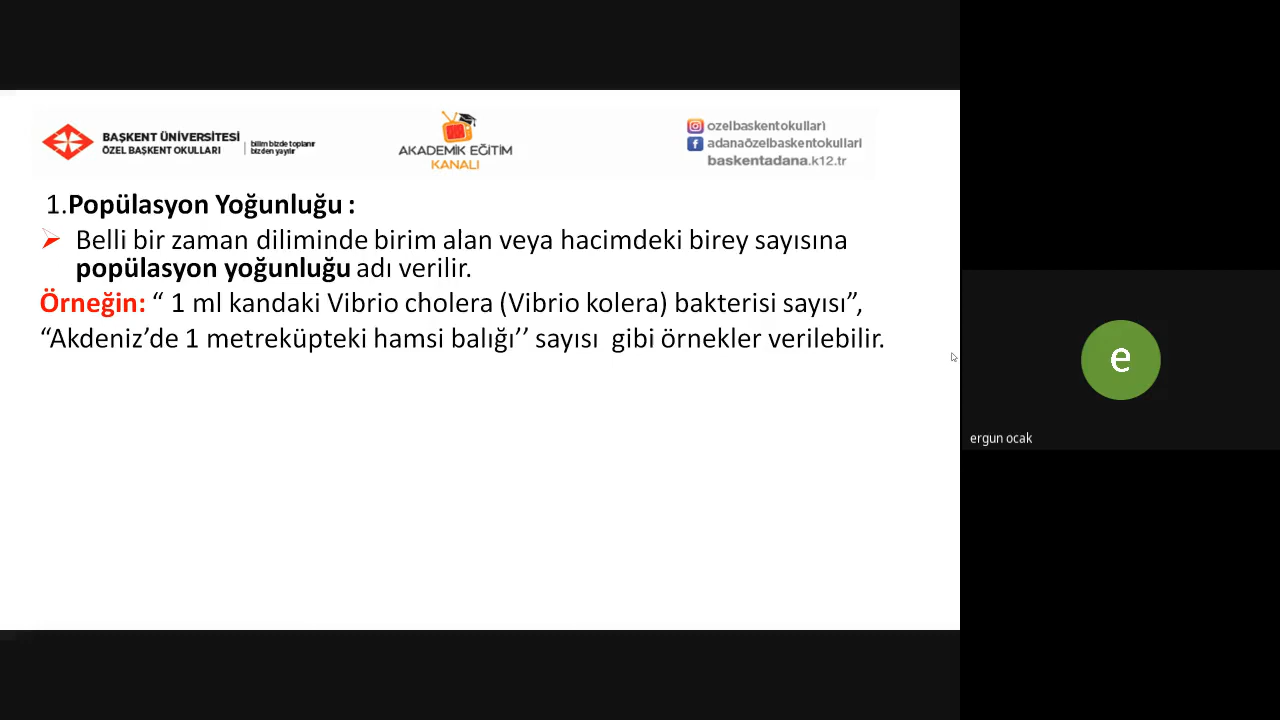 BAŞKENT ÜNİVERSİTESİ
ÖZEL BAŞKENT OKULLARI
bilim bizde toplanır
bizden yayılır
AKADEMİK EĞİTİM
KANALI
ozelbaskentokullari
adanaözelbaskentokullari
baskentadana.k12.tr
1.Popülasyon Yoğunluğu :
➢ Belli bir zaman diliminde birim alan veya hacimdeki birey sayısına
popülasyon yoğunluğu adı verilir.
Örneğin: “ 1 ml kandaki Vibrio cholera (Vibrio kolera) bakterisi sayısı”,
“Akdeniz’de 1 metreküpteki hamsi balığı’’ sayısı  gibi örnekler verilebilir.
e
ergun ocak